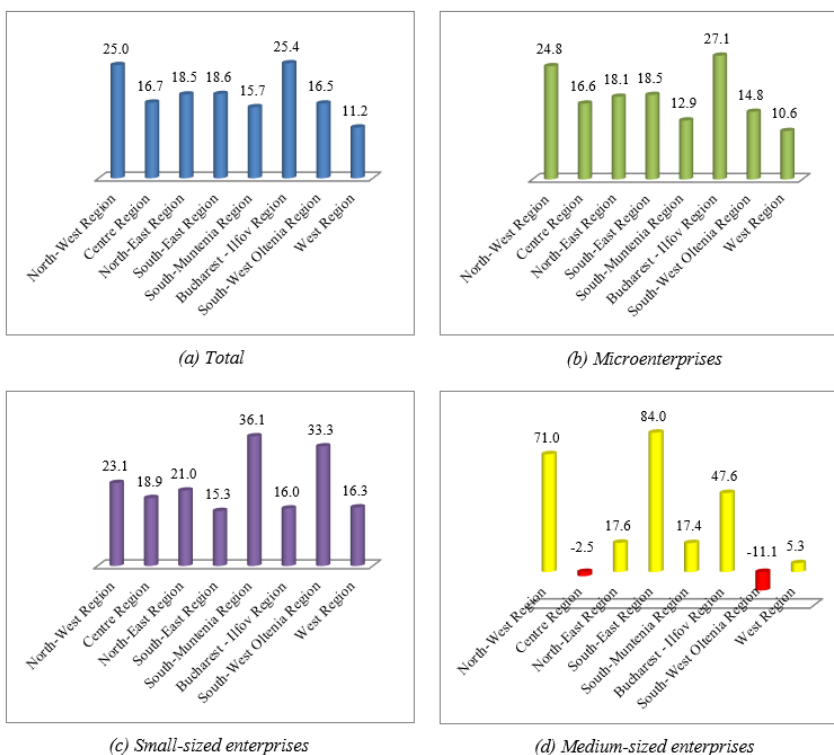 25.0
16.7
18.5
18.6
15.7
25.4
16.5
11.2
North-West Region
Centre Region
North-East Region
South-East Region
South-Muntenia Region
Bucharest - Ilfov Region
South-West Oltenia Region
West Region
(a) Total
24.8
16.6
18.1
18.5
12.9
27.1
14.8
10.6
North-West Region
Centre Region
North-East Region
South-East Region
South-Muntenia Region
Bucharest - Ilfov Region
South-West Oltenia Region
West Region
(b) Microenterprises
23.1
18.9
21.0
15.3
36.1
16.0
33.3
16.3
North-West Region
Centre Region
North-East Region
South-East Region
South-Muntenia Region
Bucharest - Ilfov Region
South-West Oltenia Region
West Region
(c) Small-sized enterprises
71.0
-2.5
17.6
84.0
17.4
47.6
-11.1
5.3
North-West Region
Centre Region
North-East Region
South-East Region
South-Muntenia Region
Bucharest - Ilfov Region
South-West Oltenia Region
West Region
(d) Medium-sized enterprises